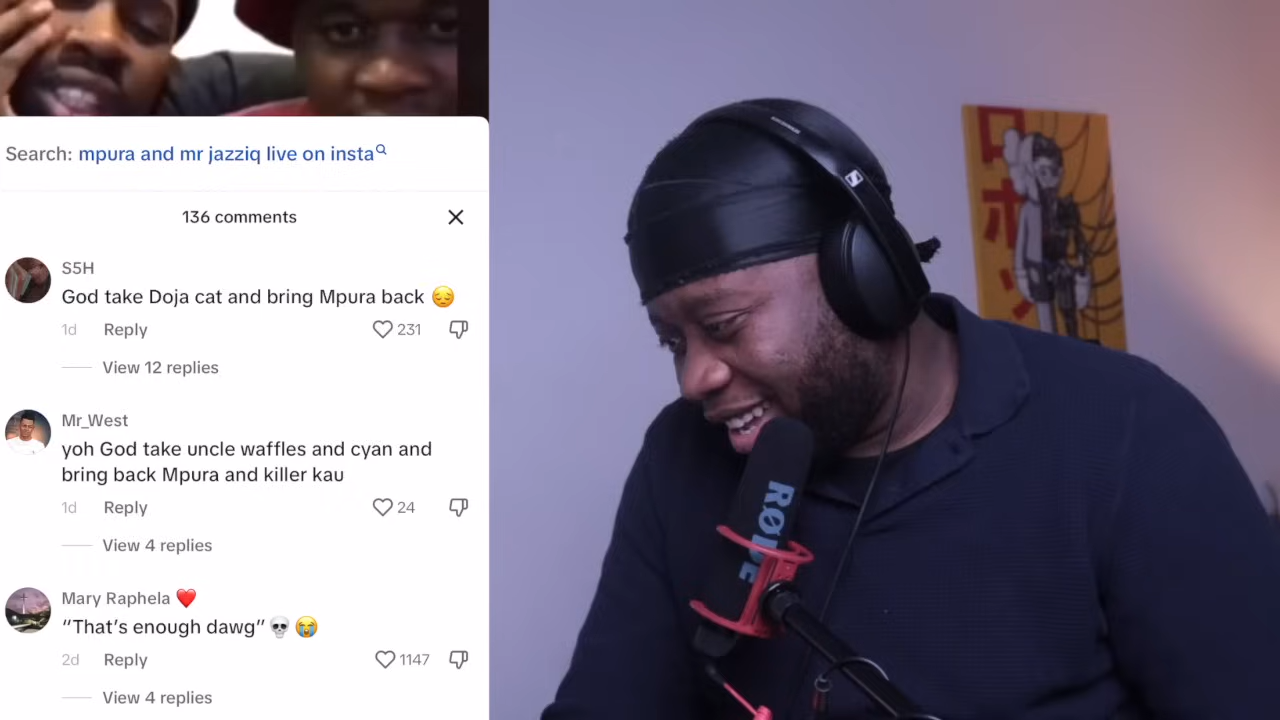 Search: mpura and mr jazziq live on insta
136 comments
S5H
God take Doja cat and bring Mpura back 😔
1d Reply 231
View 12 replies
Mr_West
yoh God take uncle waffles and cyan and
bring back Mpura and killer kau
1d Reply 24
View 4 replies
Mary Raphela ❤️
“That’s enough dawg”💀😭
2d Reply 1147
View 4 replies
RØDE
ロボッ